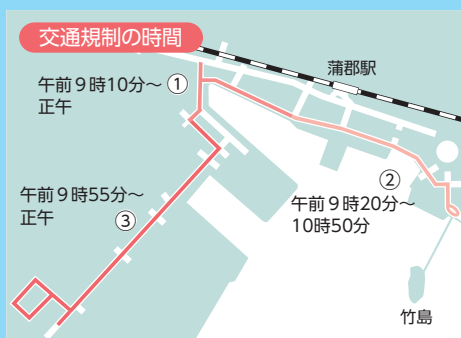 交通規制の時間
蒲郡駅
午前9時10分～ ①
正午
②
午前9時20分～
10時50分
午前9時55分～
正午
③
竹島